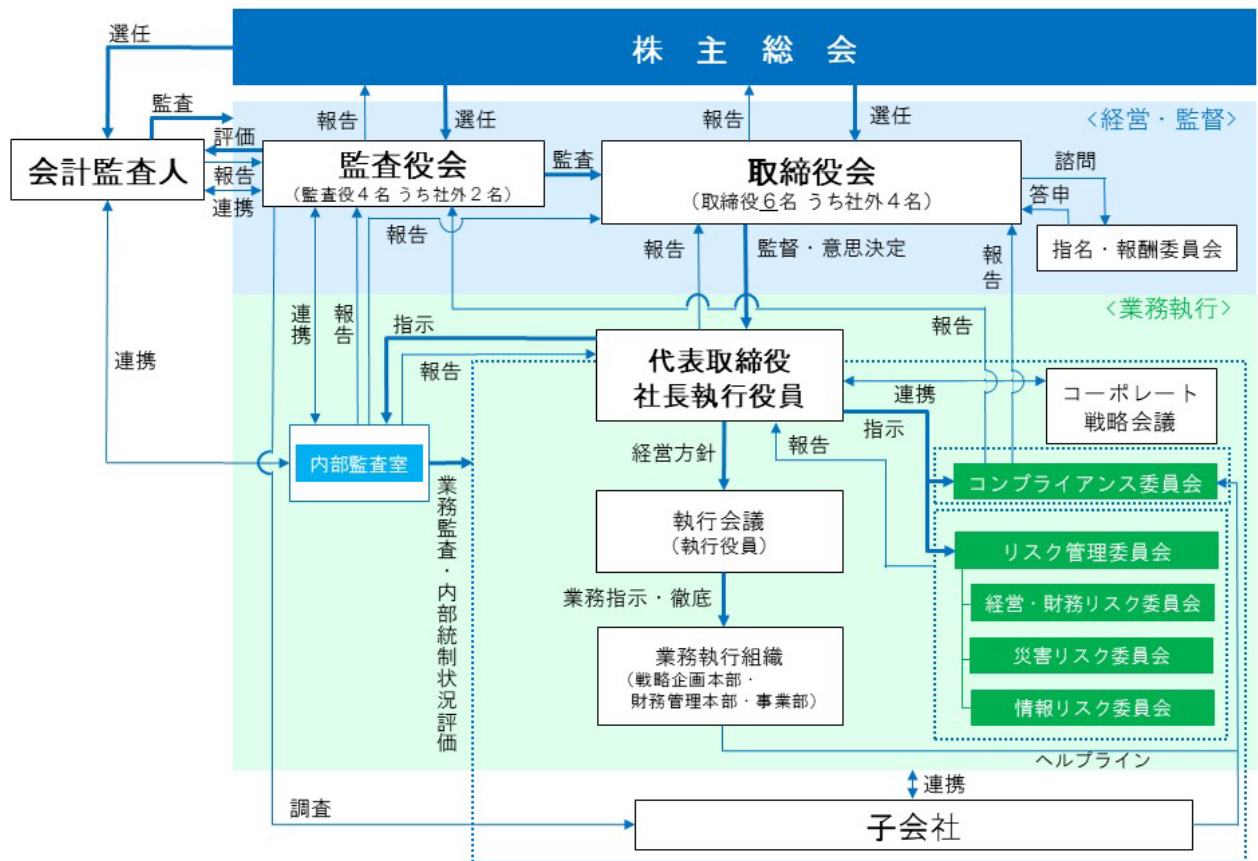 選任
株主総会
監査
報告
選任
報告
選任
<経営・監督>
評価
会計監査人
報告
連携
監査役会
(監査役4名 うち社外2名)
監査
取締役会
(取締役6名 うち社外4名)
諮問
答申
指名・報酬委員会
報告
報告
監督・意思決定
報告
連携
報告
指示
報告
<業務執行>
連携
報告
代表取締役
社長執行役員
連携
コーポレート
戦略会議
指示
内部監査室
経営方針
報告
コンプライアンス委員会
業務監査・内部統制状況評価
執行会議
(執行役員)
リスク管理委員会
業務指示・徹底
経営・財務リスク委員会
業務執行組織
(戦略企画本部・
財務管理本部・事業部)
災害リスク委員会
情報リスク委員会
ヘルプライン
連携
調査
子会社